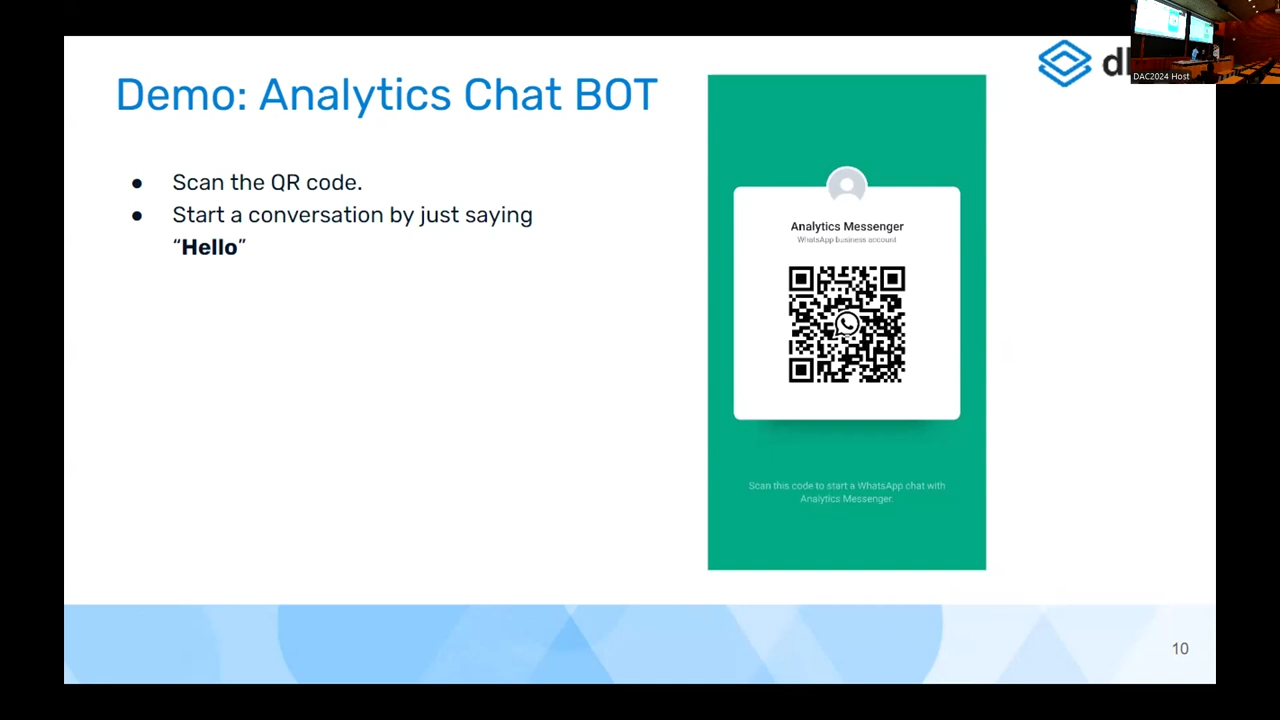 Demo: Analytics Chat BOT
● Scan the QR code.
● Start a conversation by just saying
“Hello”
Analytics Messenger
WhatsApp business account
Scan this code to start a WhatsApp chat with
Analytics Messenger.
DAC2024 Host
10